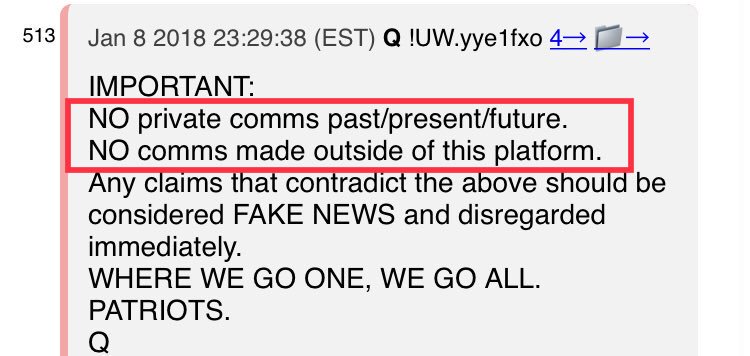 513
Jan 8 2018 23:29:38 (EST) Q !UW.yye1fxo 4→ →
IMPORTANT:
NO private comms past/present/future.
NO comms made outside of this platform.
Any claims that contradict the above should be
considered FAKE NEWS and disregarded
immediately.
WHERE WE GO ONE, WE GO ALL.
PATRIOTS.
Q